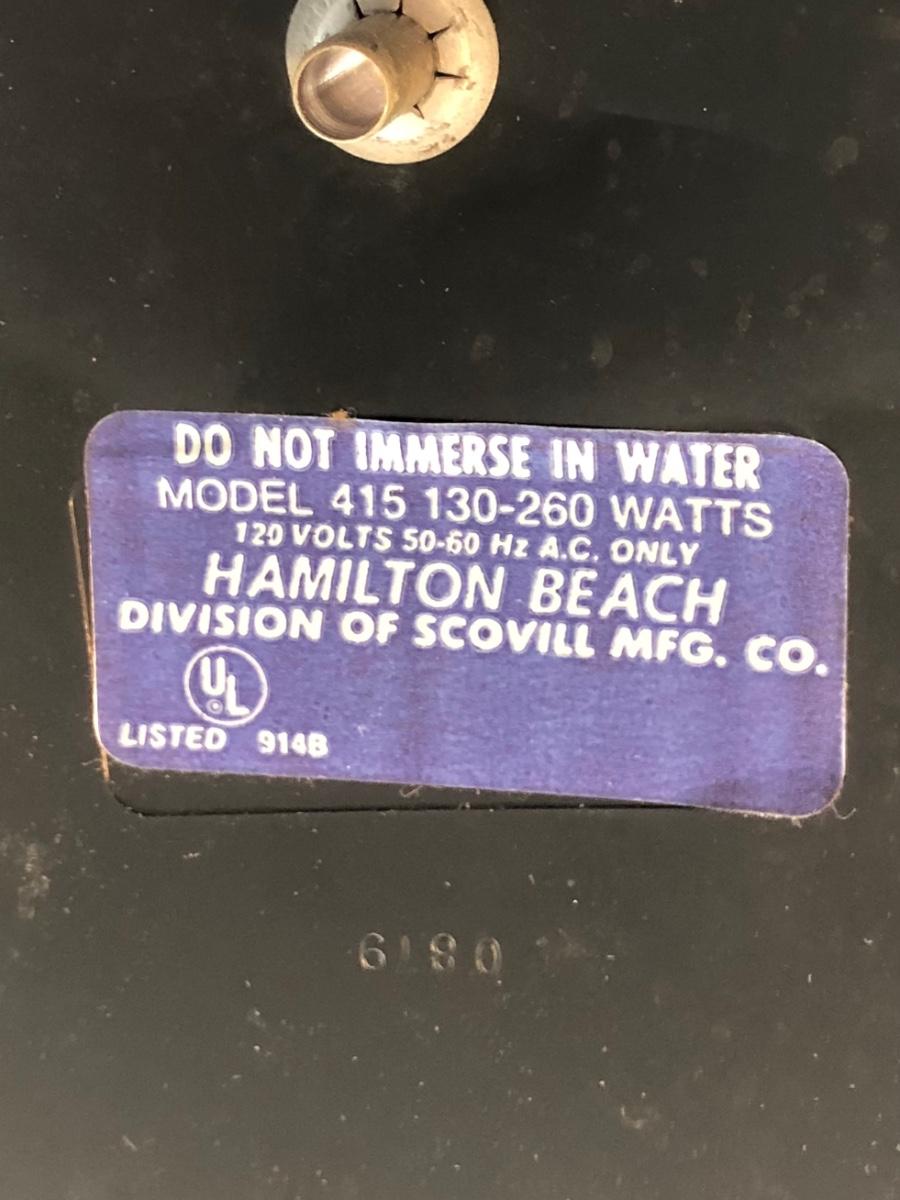 DO NOT IMMERSE IN WATER
MODEL 415 130-260 WATTS
120 VOLTS 50-60 Hz A.C. ONLY
HAMILTON BEACH
DIVISION OF SCOVILL MFG. CO.
UL
LISTED 914B
6180